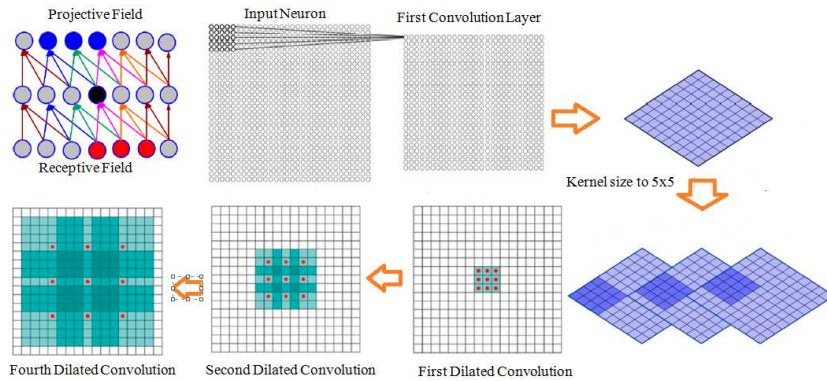 Projective Field
Input Neuron
First Convolution Layer
Receptive Field
Kernel size to 5x5
Fourth Dilated Convolution
Second Dilated Convolution
First Dilated Convolution